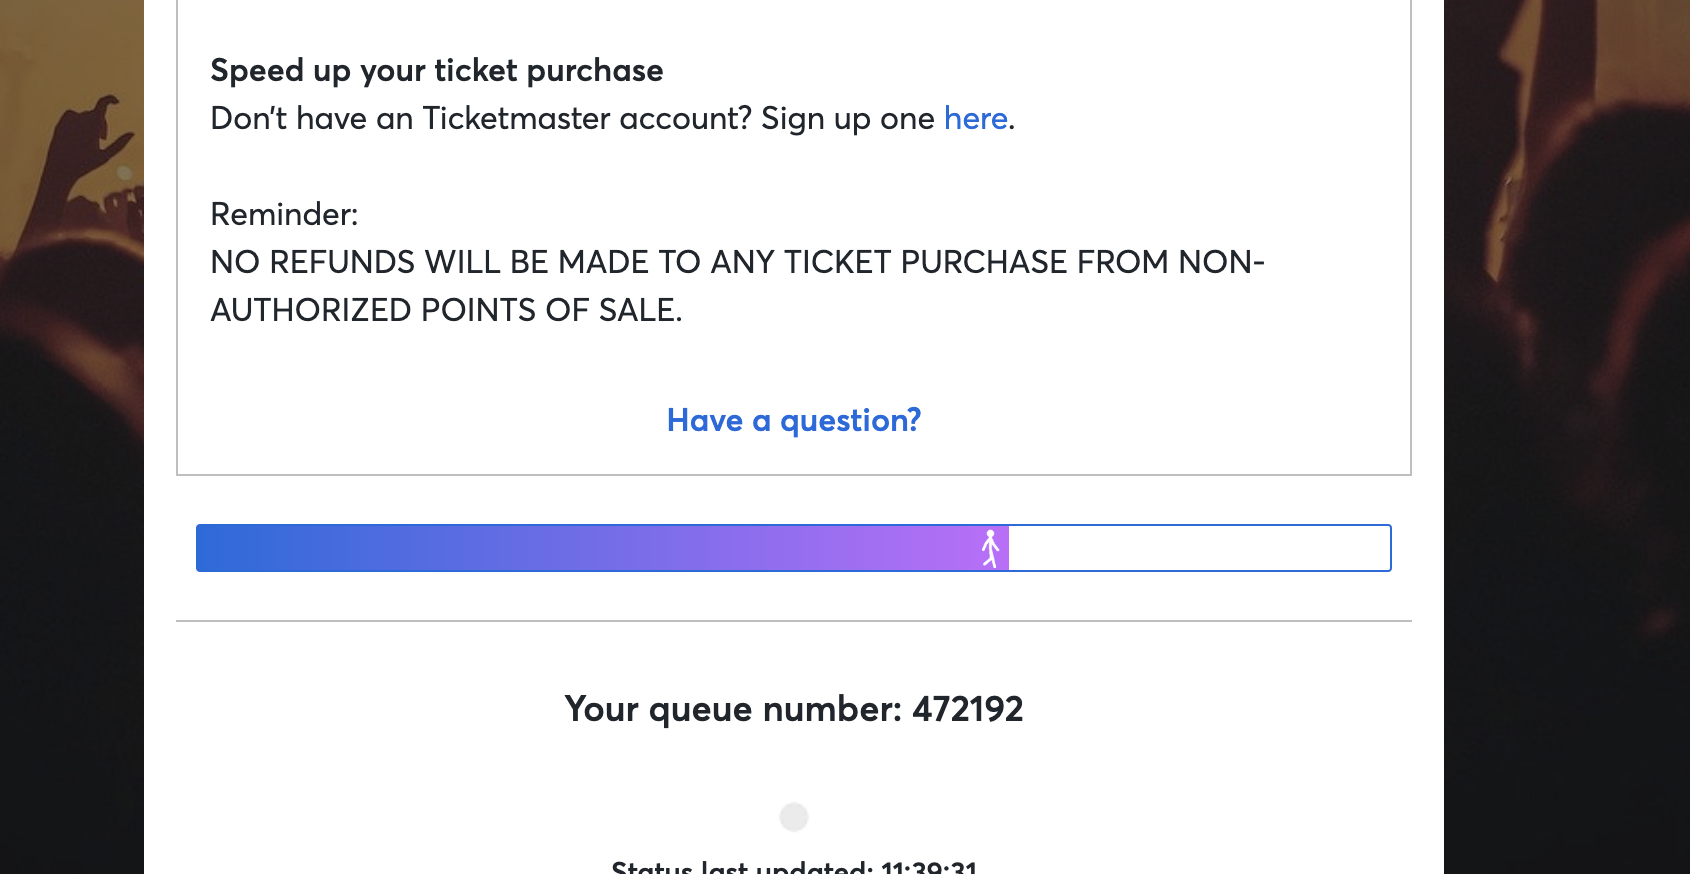 Speed up your ticket purchase
Don't have an Ticketmaster account? Sign up one here.
Reminder:
NO REFUNDS WILL BE MADE TO ANY TICKET PURCHASE FROM NON-
AUTHORIZED POINTS OF SALE.
Have a question?
Your queue number: 472192
Status last updated: 11:39:31